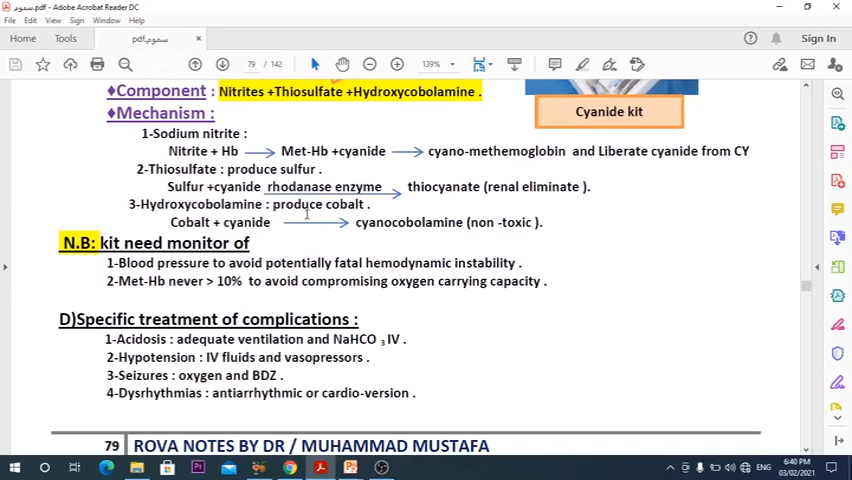 سموم.pdf - Adobe Acrobat Reader DC
File Edit View Sign Window Help
Home Tools سموم.pdf × Sign In
79 / 142 139%
♦Component : Nitrites +Thiosulfate +Hydroxycobolamine .
♦Mechanism :
Cyanide kit
1-Sodium nitrite :
Nitrite + Hb Met-Hb +cyanide cyano-methemoglobin and Liberate cyanide from CY
2-Thiosulfate : produce sulfur .
Sulfur +cyanide rhodanase enzyme thiocyanate (renal eliminate ).
3-Hydroxycobolamine : produce cobalt .
Cobalt + cyanide cyanocobolamine (non -toxic ).
N.B: kit need monitor of
1-Blood pressure to avoid potentially fatal hemodynamic instability .
2-Met-Hb never > 10% to avoid compromising oxygen carrying capacity .
D)Specific treatment of complications :
1-Acidosis : adequate ventilation and NaHCO 3 IV .
2-Hypotension : IV fluids and vasopressors .
3-Seizures : oxygen and BDZ .
4-Dysrhythmias : antiarrhythmic or cardio-version .
79 ROVA NOTES BY DR / MUHAMMAD MUSTAFA
ENG 6:40 PM
03/02/2021